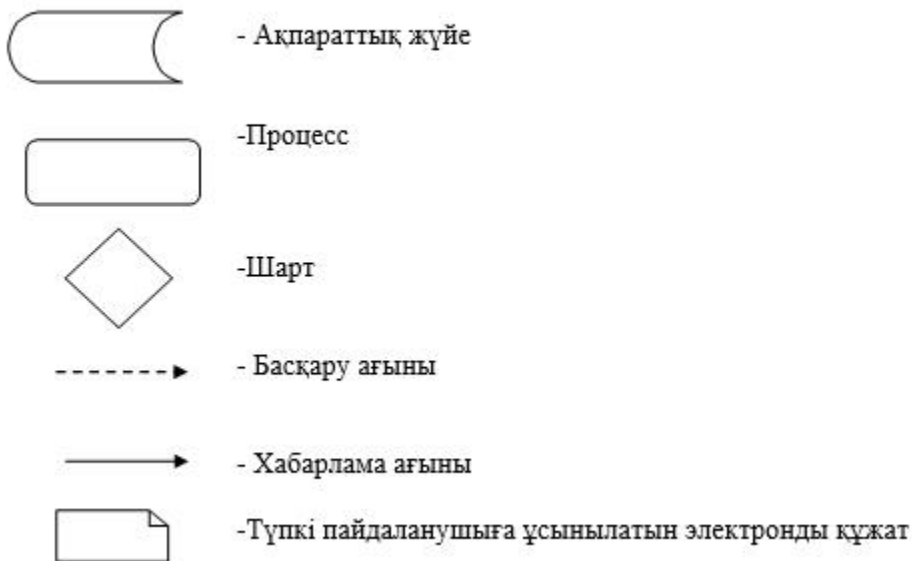 - Ақпараттық жүйе
-Процесс
-Шарт
- Басқару ағыны
- Хабарлама ағыны
-Түпкі пайдаланушыға ұсынылатын электронды құжат